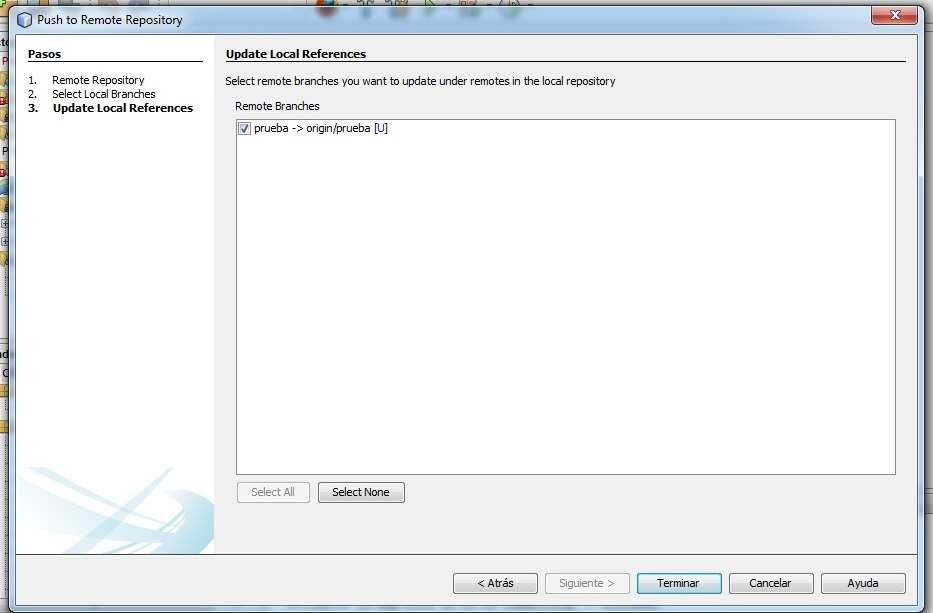 Push to Remote Repository
Pasos
1. Remote Repository
2. Select Local Branches
3. Update Local References
Update Local References
Select remote branches you want to update under remotes in the local repository
Remote Branches
prueba -> origin/prueba [U]
Select All
Select None
< Atrás
Siguiente >
Terminar
Cancelar
Ayuda